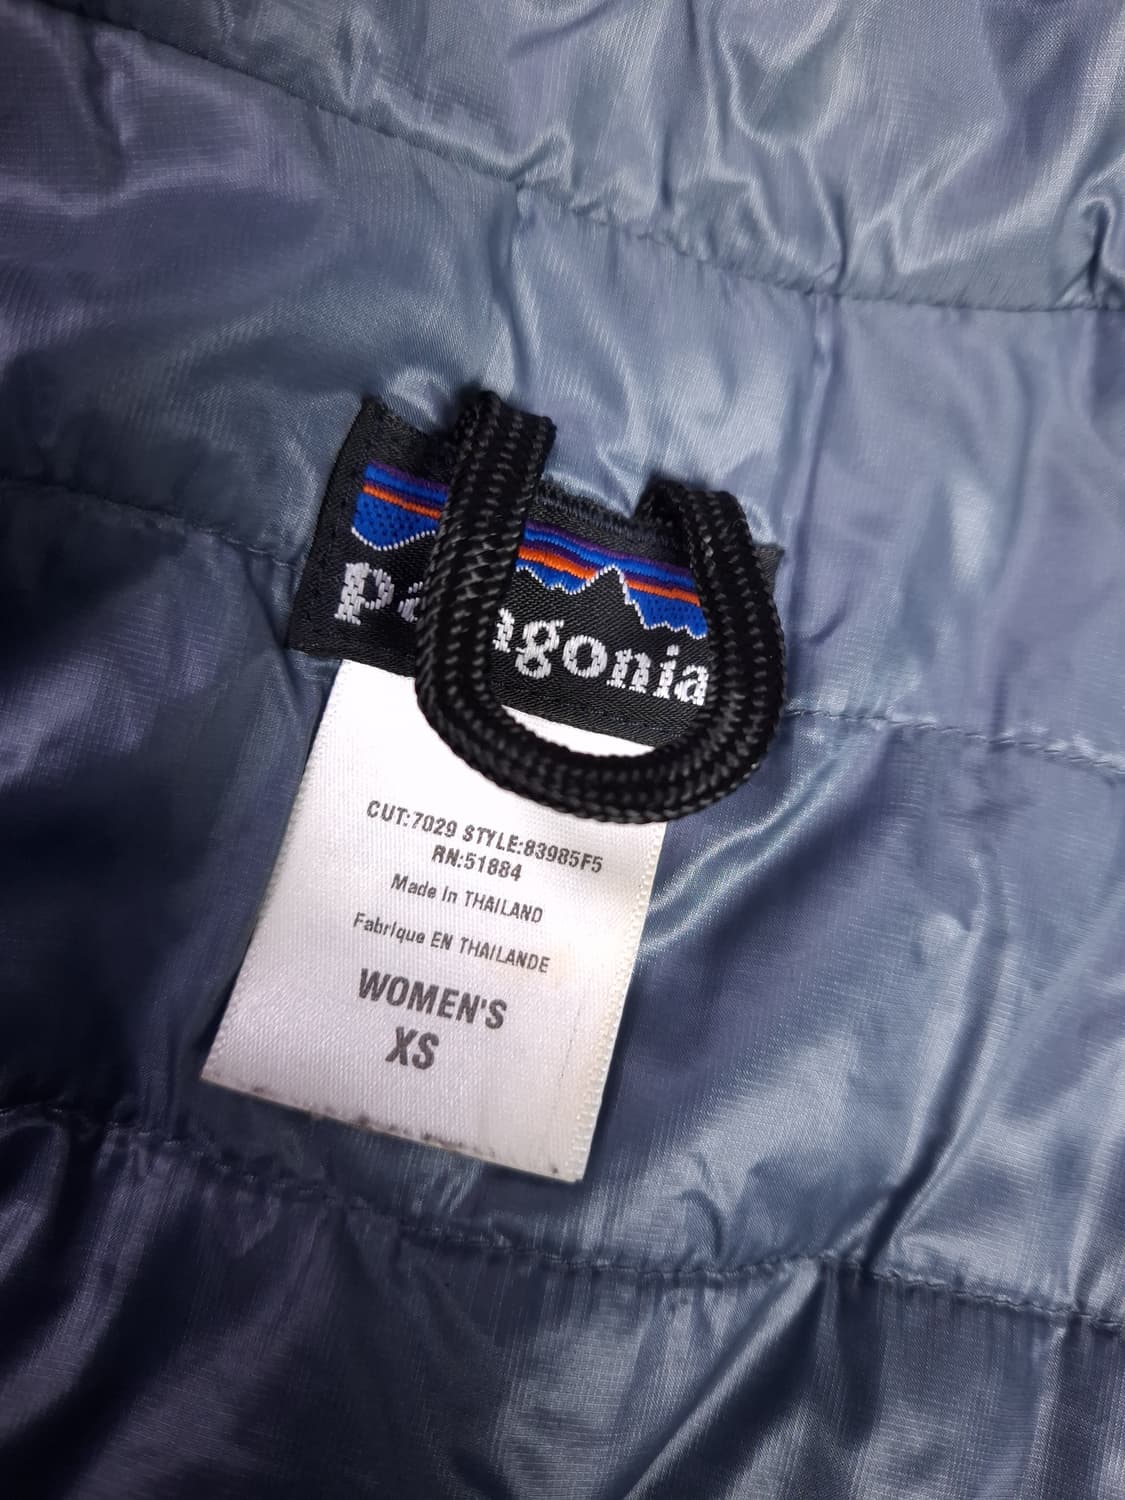 patagonia
CUT:7029 STYLE:83985F5
RN:51884
Made In THAILAND
Fabrique EN THAILANDE
WOMEN'S
XS